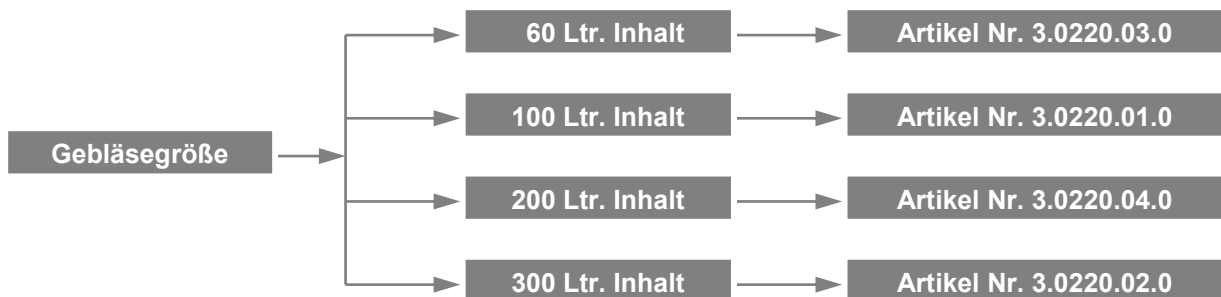 60 Ltr. Inhalt Artikel Nr. 3.0220.03.0
100 Ltr. Inhalt Artikel Nr. 3.0220.01.0
Gebläsegröße
200 Ltr. Inhalt Artikel Nr. 3.0220.04.0
300 Ltr. Inhalt Artikel Nr. 3.0220.02.0